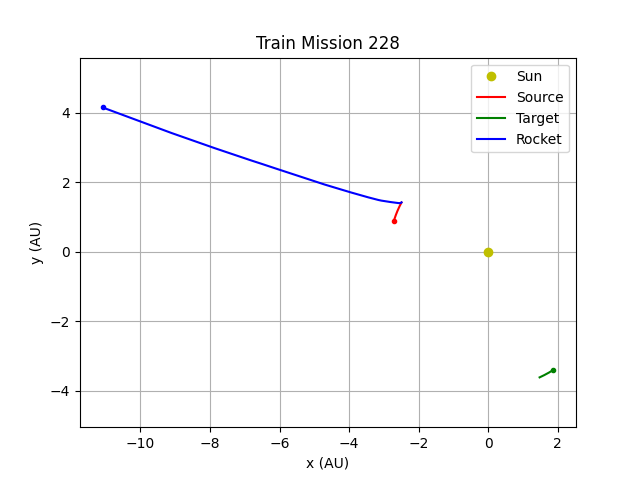 Train Mission 228
Sun
Source
Target
Rocket
4
2
0
−2
−4
y (AU)
−10
−8
−6
−4
−2
0
2
x (AU)